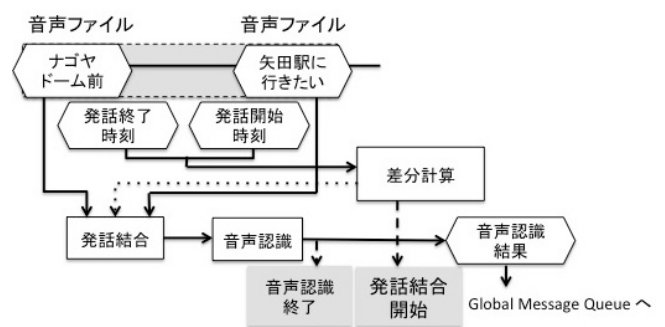 音声ファイル
音声ファイル
ナゴヤ
ドーム前
矢田駅に
行きたい
発話終了
時刻
発話開始
時刻
差分計算
発話結合
音声認識
音声認識
結果
音声認識
終了
発話結合
開始
Global Message Queue へ